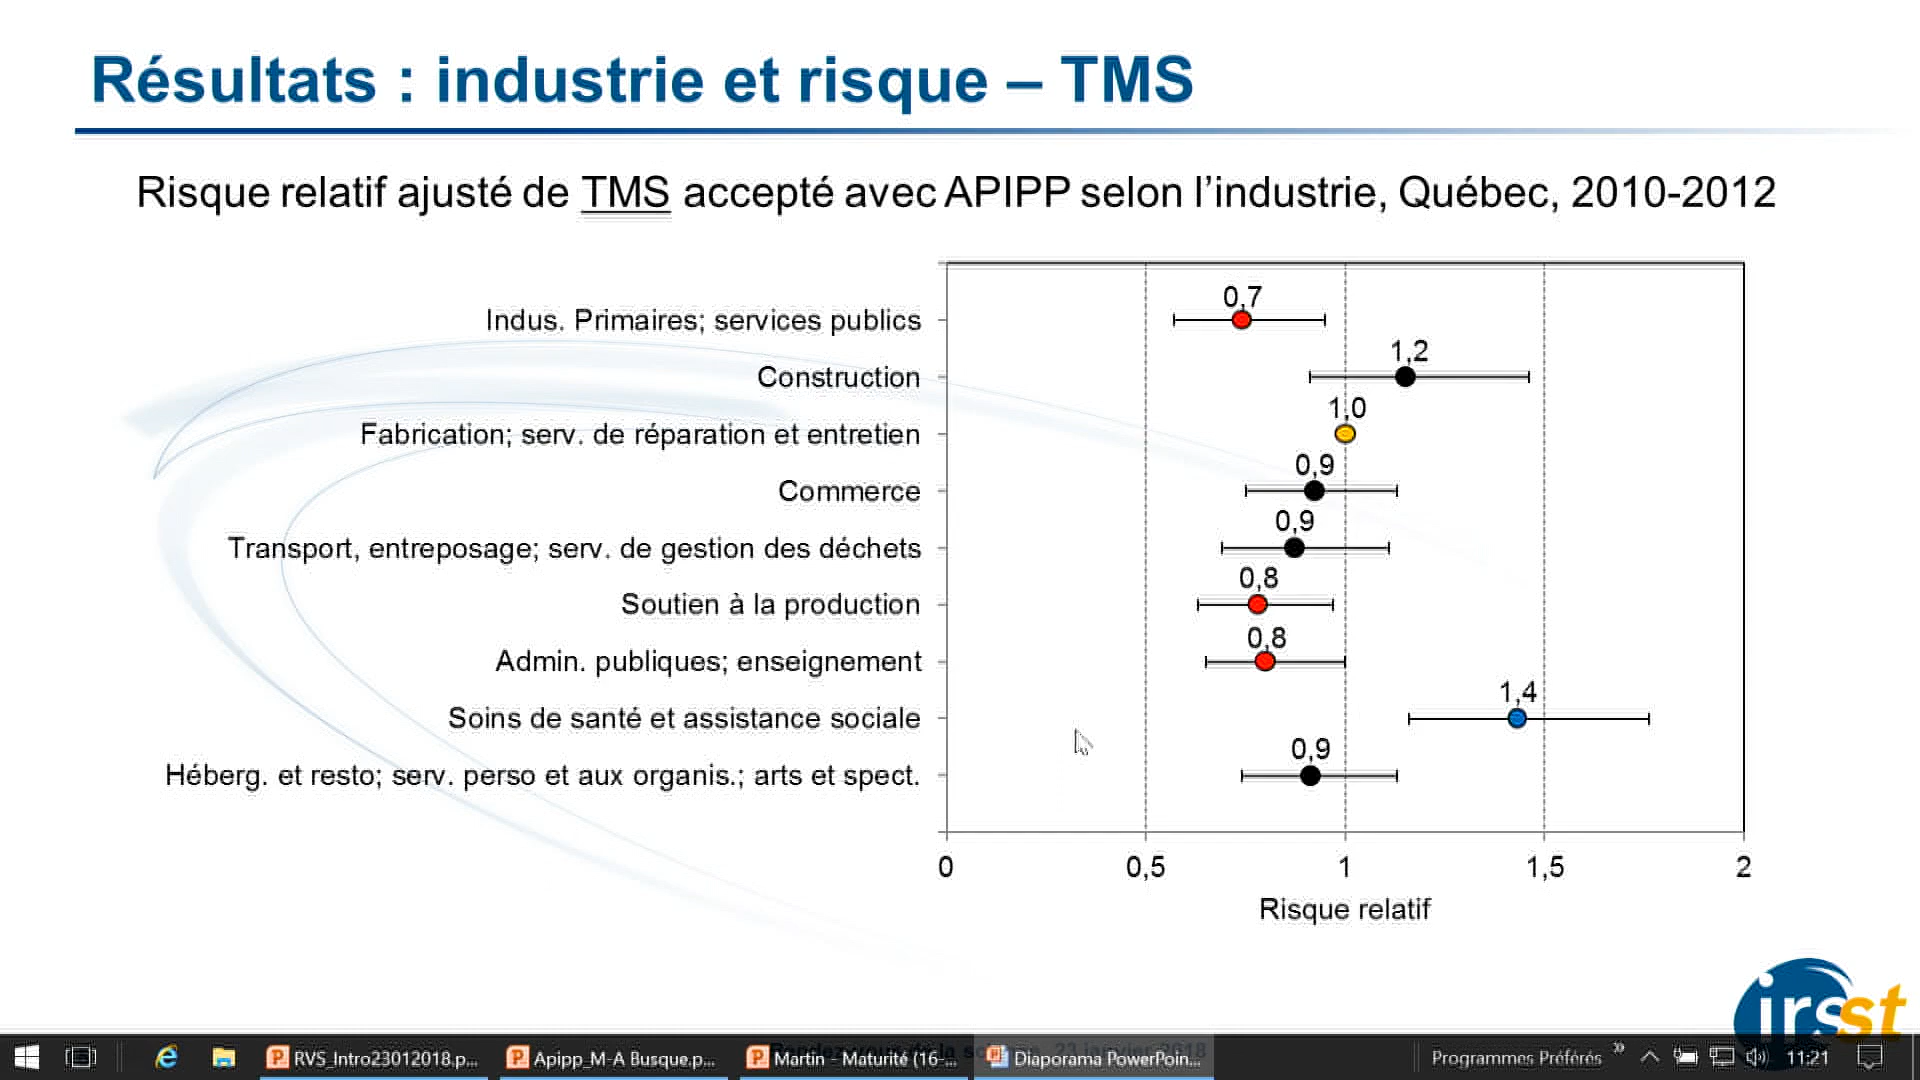 Résultats : industrie et risque – TMS
Risque relatif ajusté de TMS accepté avec APIPP selon l’industrie, Québec, 2010-2012
Indus. Primaires; services publics
0,7
Construction
1,2
Fabrication; serv. de réparation et entretien
1,0
Commerce
0,9
Transport, entreposage; serv. de gestion des déchets
0,9
Soutien à la production
0,8
Admin. publiques; enseignement
0,8
Soins de santé et assistance sociale
1,4
Héberg. et resto; serv. perso et aux organis.; arts et spect.
0,9
0 0,5 1 1,5 2
Risque relatif
irsst
RVS_Intro23012018.p... Apipp_M-A Busque.p... Martin - Maturité (16-... Diaporama PowerPoin... Programmes Préférés » 11:21
23 janvier 2018